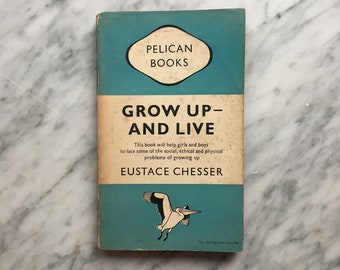 PELICAN
BOOKS
GROW UP—
AND LIVE
This book will help girls and boys
to face some of the social, ethical and physical
problems of growing up
EUSTACE CHESSER